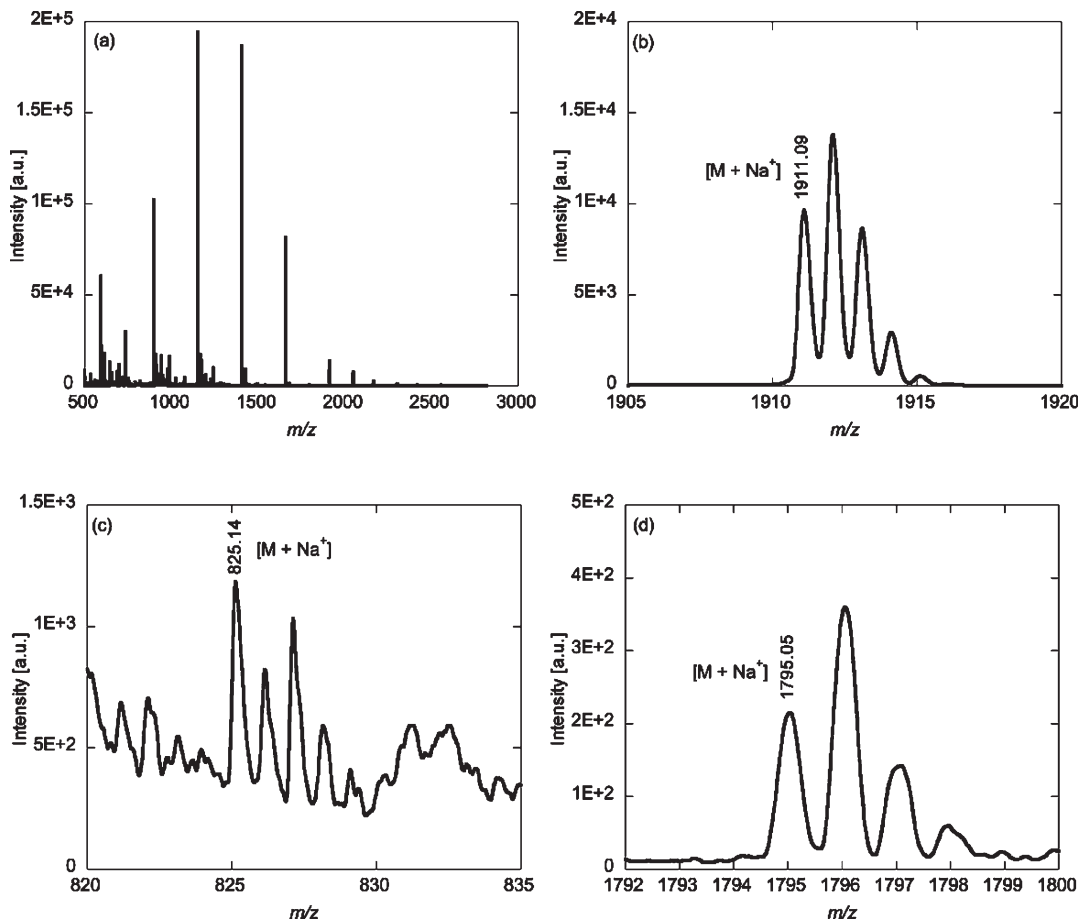 (a)
2E+5
1.5E+5
1E+5
5E+4
0
Intensity [a.u.]
500 1000 1500 2000 2500 3000
m/z
(b)
2E+4
1.5E+4
1E+4
5E+3
0
Intensity [a.u.]
[M + Na⁺]
1911.09
1905 1910 1915 1920
m/z
(c)
1.5E+3
1E+3
5E+2
0
Intensity [a.u.]
825.14
[M + Na⁺]
820 825 830 835
m/z
(d)
5E+2
4E+2
3E+2
2E+2
1E+2
0
Intensity [a.u.]
[M + Na⁺]
1795.05
1792 1793 1794 1795 1796 1797 1798 1799 1800
m/z